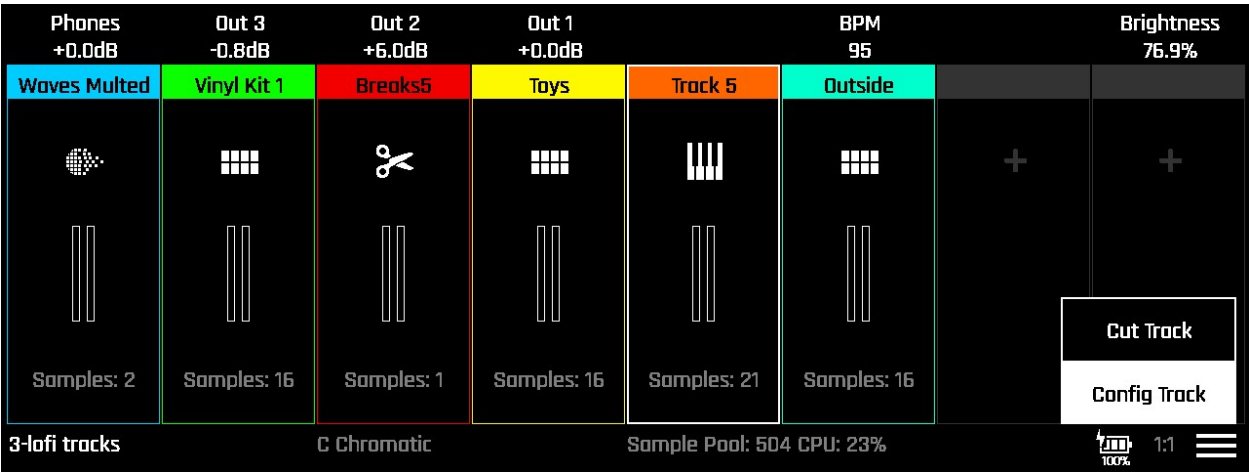 Phones Out 3 Out 2 Out 1 BPM Brightness
+0.0dB -0.8dB +6.0dB +0.0dB 95 76.9%
Waves Multed Vinyl Kit 1 Breaks5 Toys Track 5 Outside
Samples: 2 Samples: 16 Samples: 1 Samples: 16 Samples: 21 Samples: 16
Cut Track
Config Track
3-lofi tracks C Chromatic Sample Pool: 504 CPU: 23% 100% 1:1